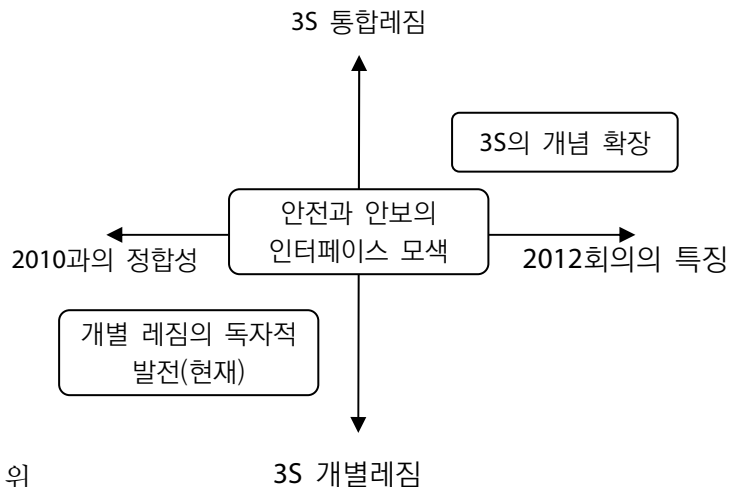 3S 통합레짐
3S의 개념 확장
안전과 안보의
인터페이스 모색
2010과의 정합성
2012회의의 특징
개별 레짐의 독자적
발전(현재)
위
3S 개별레짐